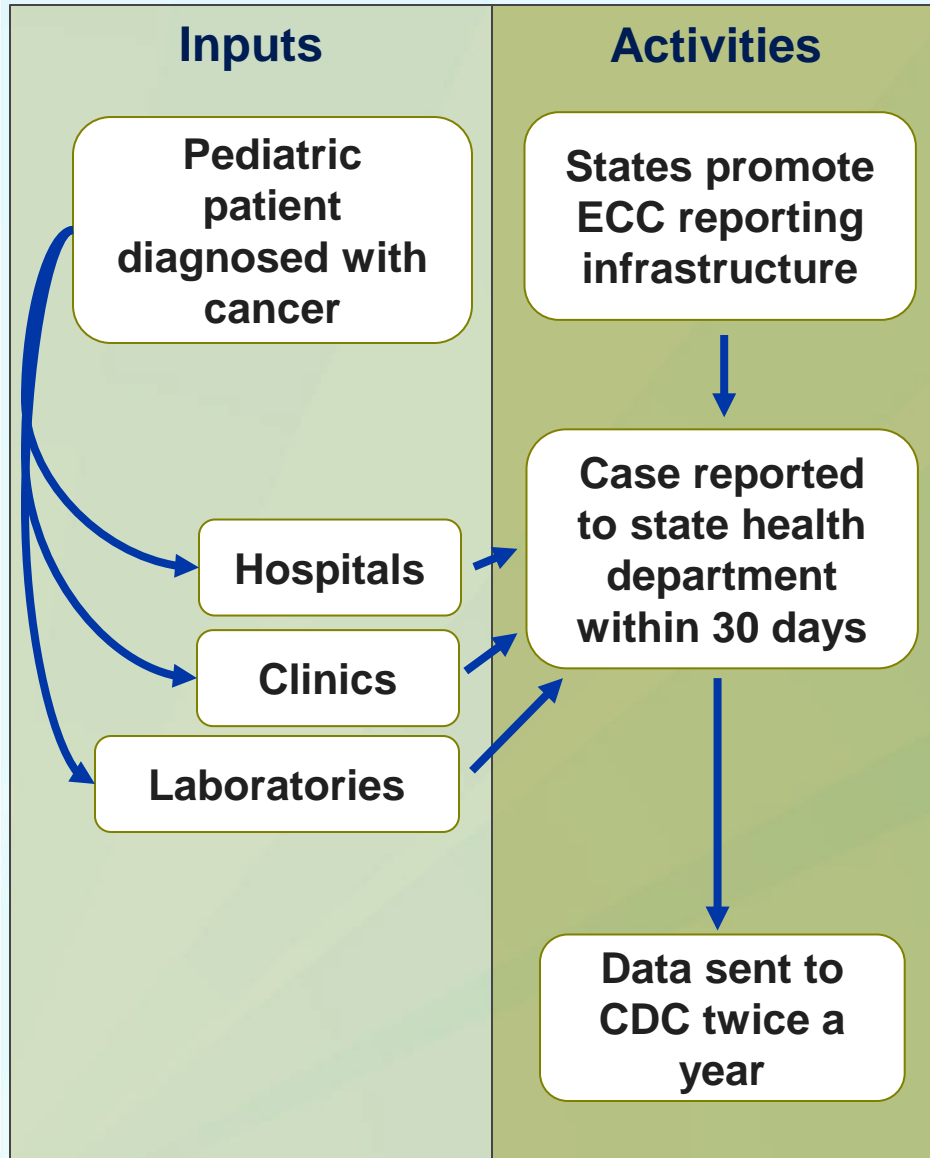 Inputs
Pediatric
patient
diagnosed with
cancer
Hospitals
Clinics
Laboratories
Activities
States promote
ECC reporting
infrastructure
Case reported
to state health
department
within 30 days
Data sent to
CDC twice a
year